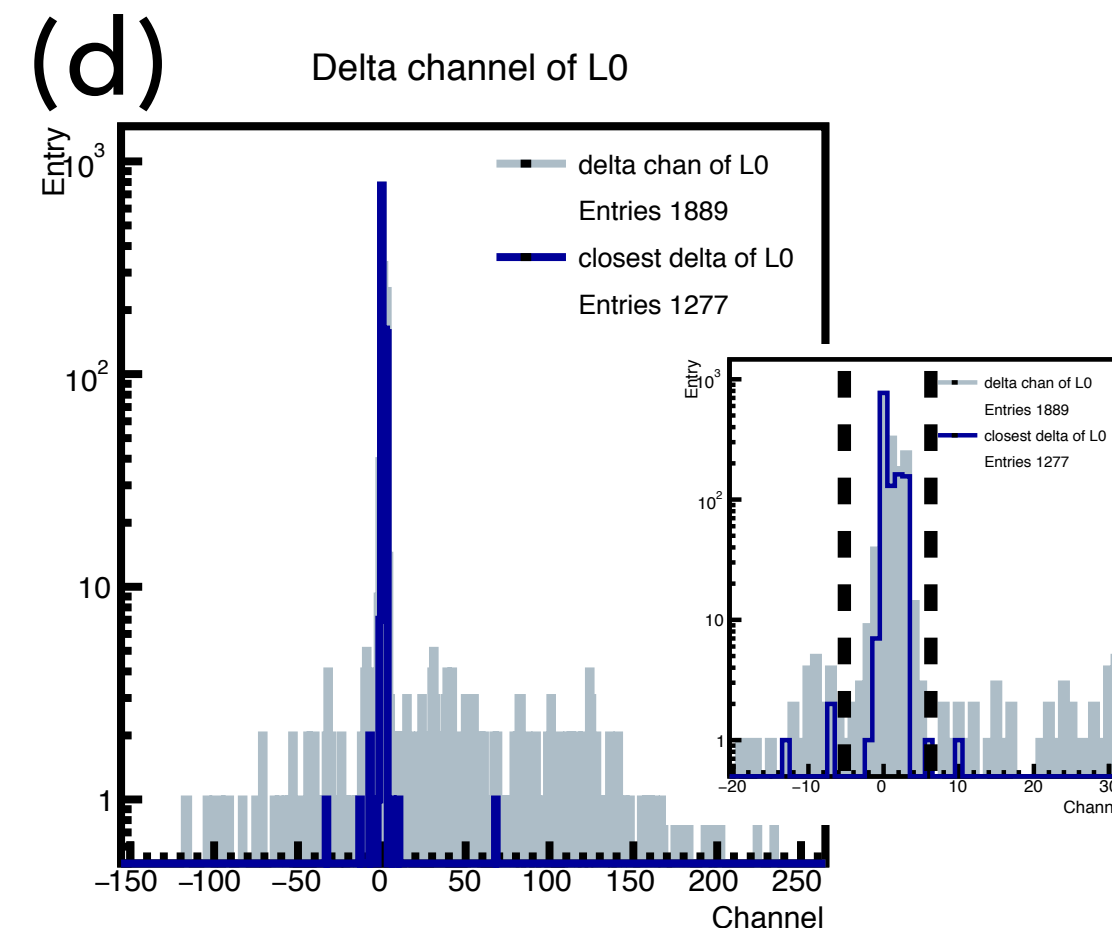 (d)
Delta channel of L0
Entry
10³
10²
10
1
delta chan of L0
Entries 1889
closest delta of L0
Entries 1277
−150 −100 −50 0 50 100 150 200 250
Channel
Entry
10³
10²
10
1
delta chan of L0
Entries 1889
closest delta of L0
Entries 1277
−20 −10 0 10 20 30
Chann